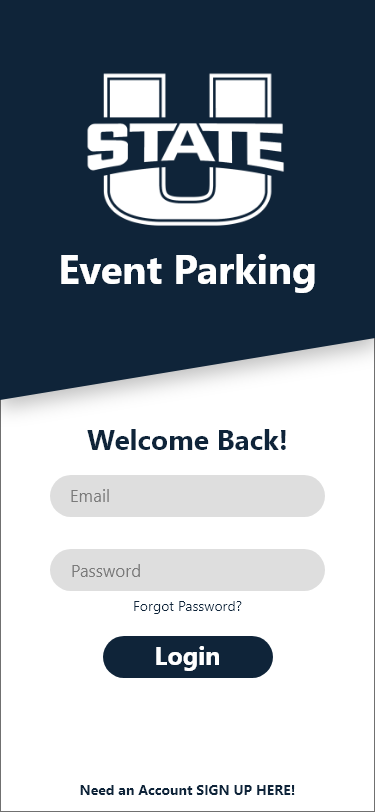 U
STATE
Event Parking
Welcome Back!
Email
Password
Forgot Password?
Login
Need an Account SIGN UP HERE!